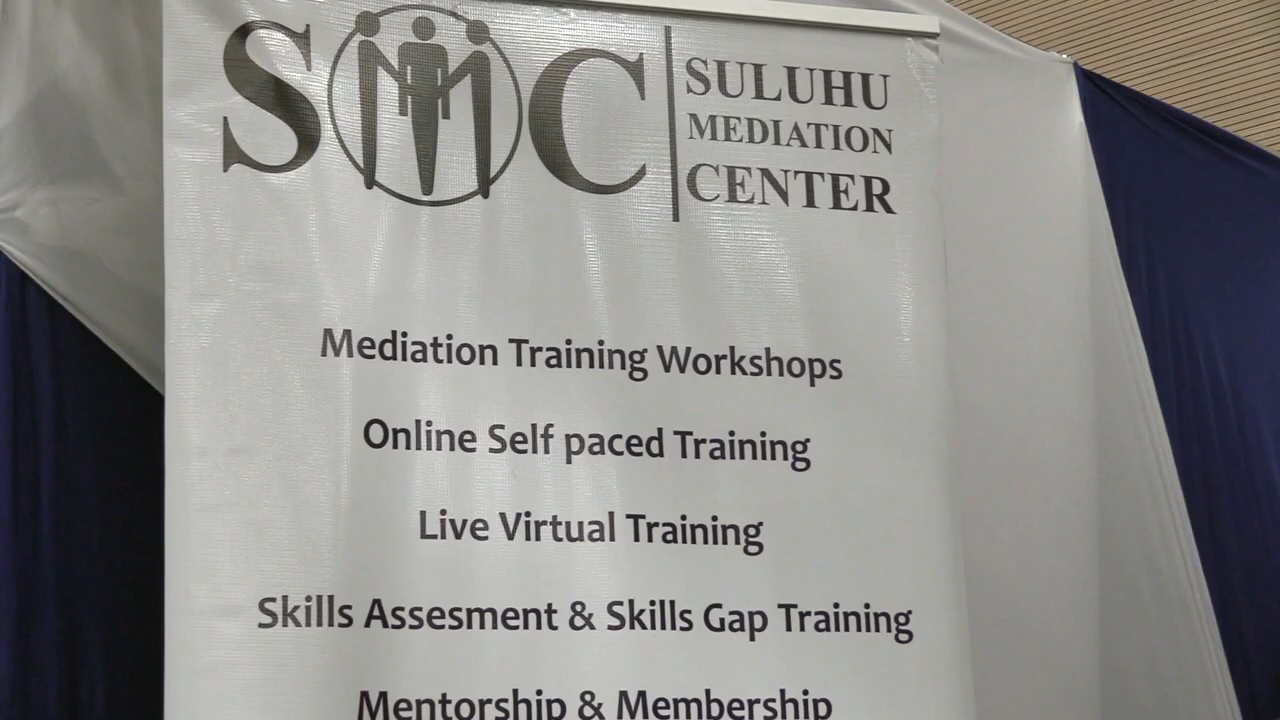 SMC
SULUHU
MEDIATION
CENTER
Mediation Training Workshops
Online Self paced Training
Live Virtual Training
Skills Assesment & Skills Gap Training
Mentorship & Membership